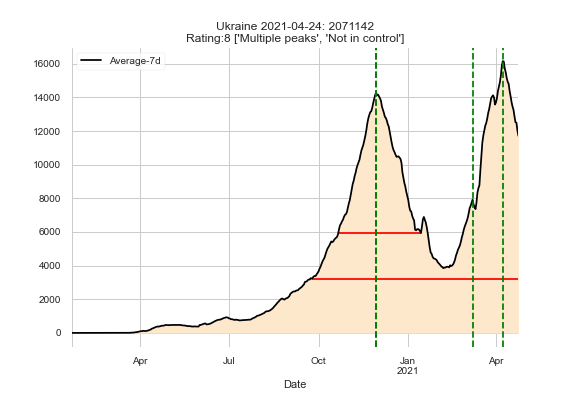 Ukraine 2021-04-24: 2071142
Rating:8 ['Multiple peaks', 'Not in control']
Average-7d
16000
14000
12000
10000
8000
6000
4000
2000
0
Apr
Jul
Oct
Jan
2021
Apr
Date